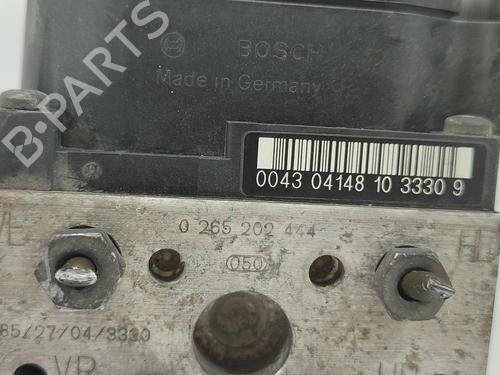 B-PARTS
BOSCH
Made in Germany
0043 04148 10 3330 9
0 265 202 444
050
85/27/04/3330
VR